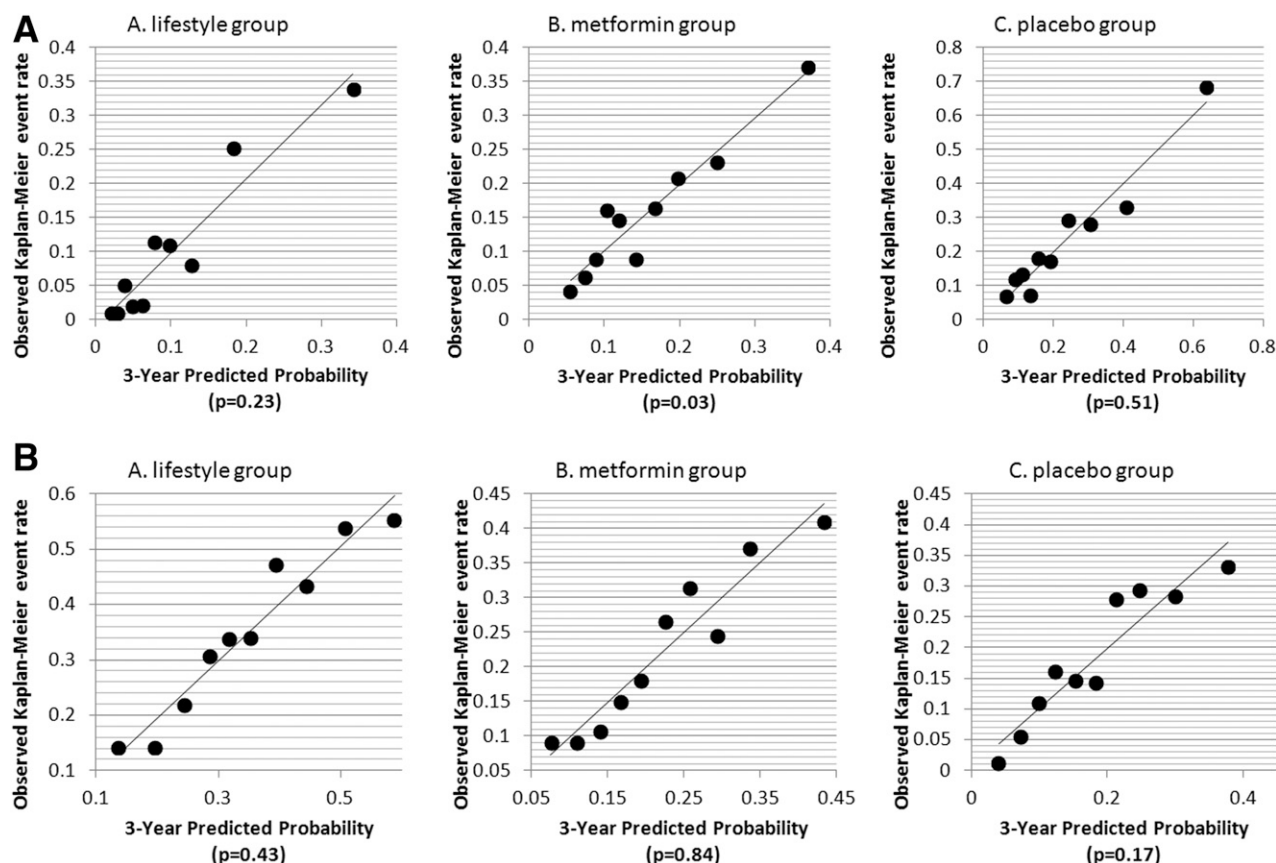 A
A. lifestyle group
Observed Kaplan-Meier event rate
0.4
0.35
0.3
0.25
0.2
0.15
0.1
0.05
0
0 0.1 0.2 0.3 0.4
3-Year Predicted Probability
(p=0.23)
B. metformin group
Observed Kaplan-Meier event rate
0.4
0.35
0.3
0.25
0.2
0.15
0.1
0.05
0
0 0.1 0.2 0.3 0.4
3-Year Predicted Probability
(p=0.03)
C. placebo group
Observed Kaplan-Meier event rate
0.8
0.7
0.6
0.5
0.4
0.3
0.2
0.1
0
0 0.2 0.4 0.6 0.8
3-Year Predicted Probability
(p=0.51)
B
A. lifestyle group
Observed Kaplan-Meier event rate
0.6
0.5
0.4
0.3
0.2
0.1
0.1 0.3 0.5
3-Year Predicted Probability
(p=0.43)
B. metformin group
Observed Kaplan-Meier event rate
0.45
0.4
0.35
0.3
0.25
0.2
0.15
0.1
0.05
0.05 0.15 0.25 0.35 0.45
3-Year Predicted Probability
(p=0.84)
C. placebo group
Observed Kaplan-Meier event rate
0.45
0.4
0.35
0.3
0.25
0.2
0.15
0.1
0.05
0
0 0.2 0.4
3-Year Predicted Probability
(p=0.17)